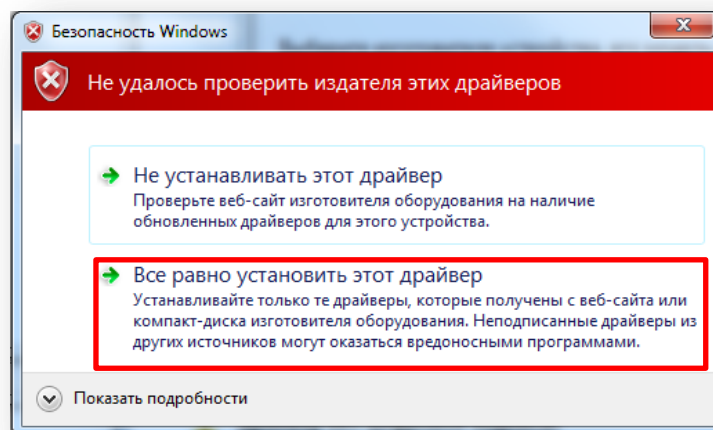 Безопасность Windows
Не удалось проверить издателя этих драйверов
Не устанавливать этот драйвер
Проверьте веб-сайт изготовителя оборудования на наличие
обновленных драйверов для этого устройства.
Все равно установить этот драйвер
Устанавливайте только те драйверы, которые получены с веб-сайта или
компакт-диска изготовителя оборудования. Неподписанные драйверы из
других источников могут оказаться вредоносными программами.
Показать подробности